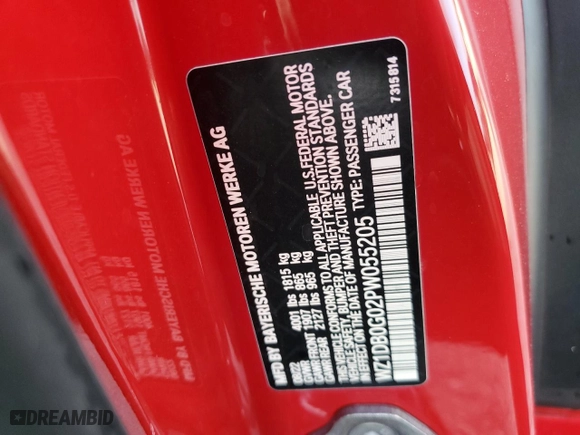 MFD BY BAYERISCHE MOTOREN WERKE AG
08/22 4001 lbs 1815 kg
GAWR FRONT 1907 lbs 865 kg
GAWR REAR 2127 lbs 965 kg
THIS VEHICLE CONFORMS TO ALL APPLICABLE U.S. FEDERAL MOTOR
VEHICLE SAFETY, BUMPER AND THEFT PREVENTION STANDARDS
IN EFFECT ON THE DATE OF MANUFACTURE SHOWN ABOVE.
TYPE: PASSENGER CAR
7 315 814
DREAMBID